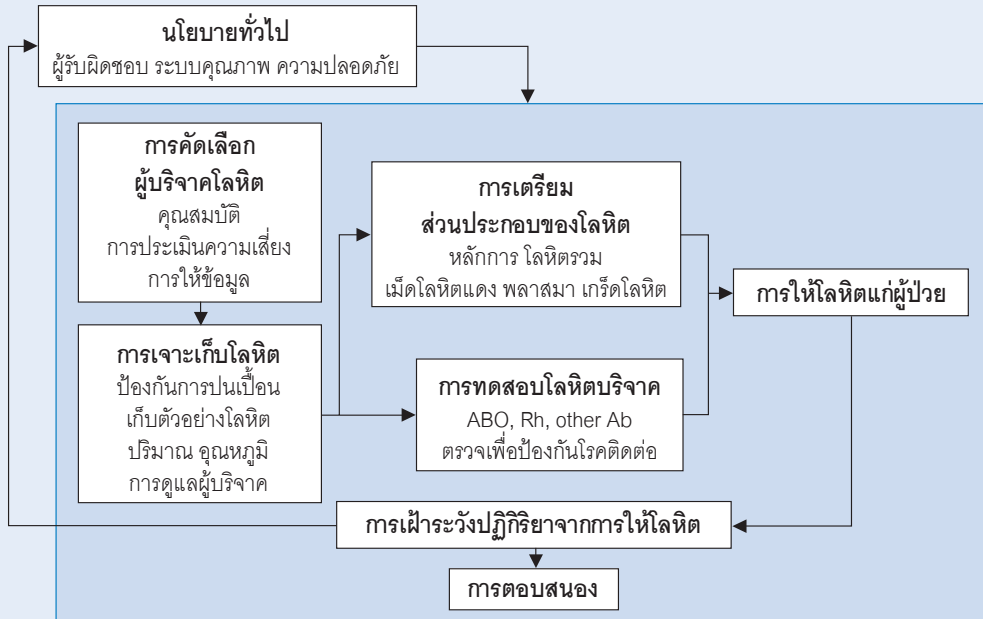 นโยบายทั่วไป
ผู้รับผิดชอบ ระบบคุณภาพ ความปลอดภัย
การคัดเลือก
ผู้บริจาคโลหิต
คุณสมบัติ
การประเมินความเสี่ยง
การให้ข้อมูล
การเจาะเก็บโลหิต
ป้องกันการปนเปื้อน
เก็บตัวอย่างโลหิต
ปริมาณ อุณหภูมิ
การดูแลผู้บริจาค
การเตรียม
ส่วนประกอบของโลหิต
หลักการ โลหิตรวม
เม็ดโลหิตแดง พลาสมา เกร็ดโลหิต
การทดสอบโลหิตบริจาค
ABO, Rh, other Ab
ตรวจเพื่อป้องกันโรคติดต่อ
การให้โลหิตแก่ผู้ป่วย
การเฝ้าระวังปฏิกิริยาจากการให้โลหิต
การตอบสนอง